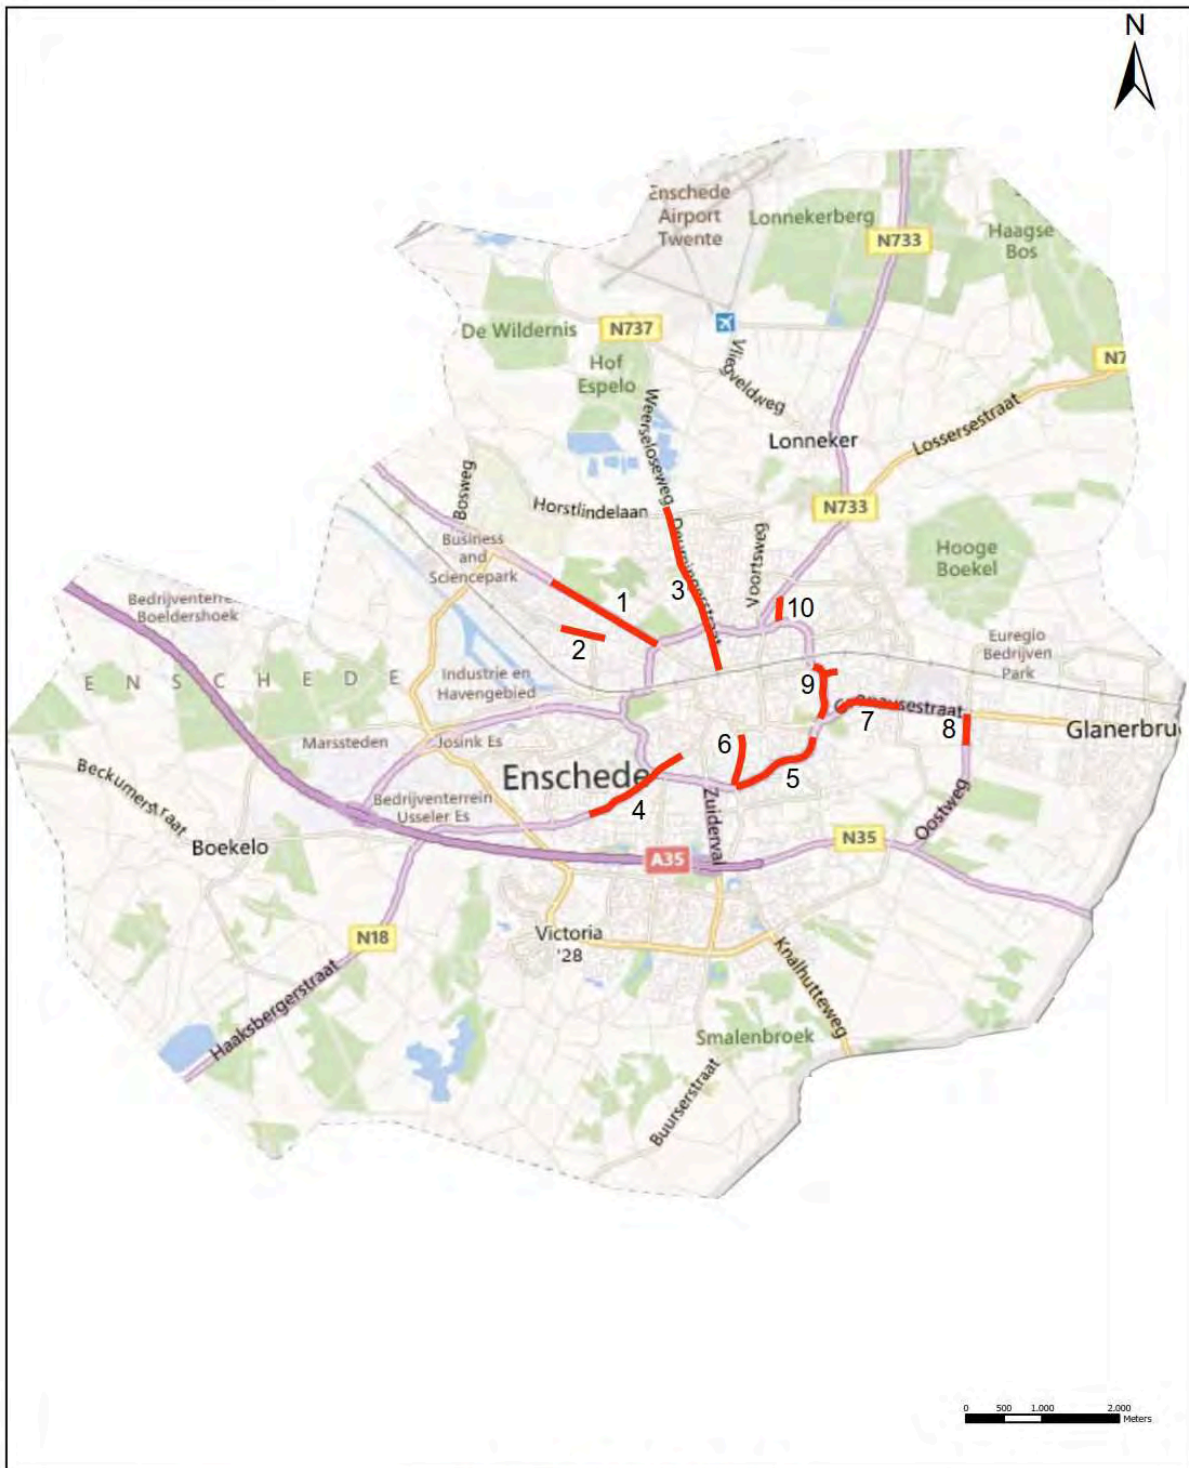 N
Enschede
Airport
Twente
Lonnekerberg
N733
Haagse
Bos
De Wildernis
N737
Hof
Espelo
Vliegveldweg
N7
Weerseloseweg
Lonneker
Lossersestraat
Bosweg
Horstlindelaan
N733
Business
and
Sciencepark
Deurningerstraat
Voortsweg
Hooge
Boekel
Bedrijventerre
Boeldershoek
1
3
10
2
Euregio
Bedrijven
Park
ENSCHEDE
Industrie en
Havengebied
9
7
8
Glanerbru
Marssteden
Josink Es
6
5
Beckumerstraat
Enschede
4
Zuiderval
Oostweg
Bedrijventerrein
Usseler Es
Boekelo
A35
N35
N18
Victoria
'28
Knalhutteweg
Haaksbergerstraat
Smalenbroek
Buurserstraat
0 500 1.000 2.000
Meters